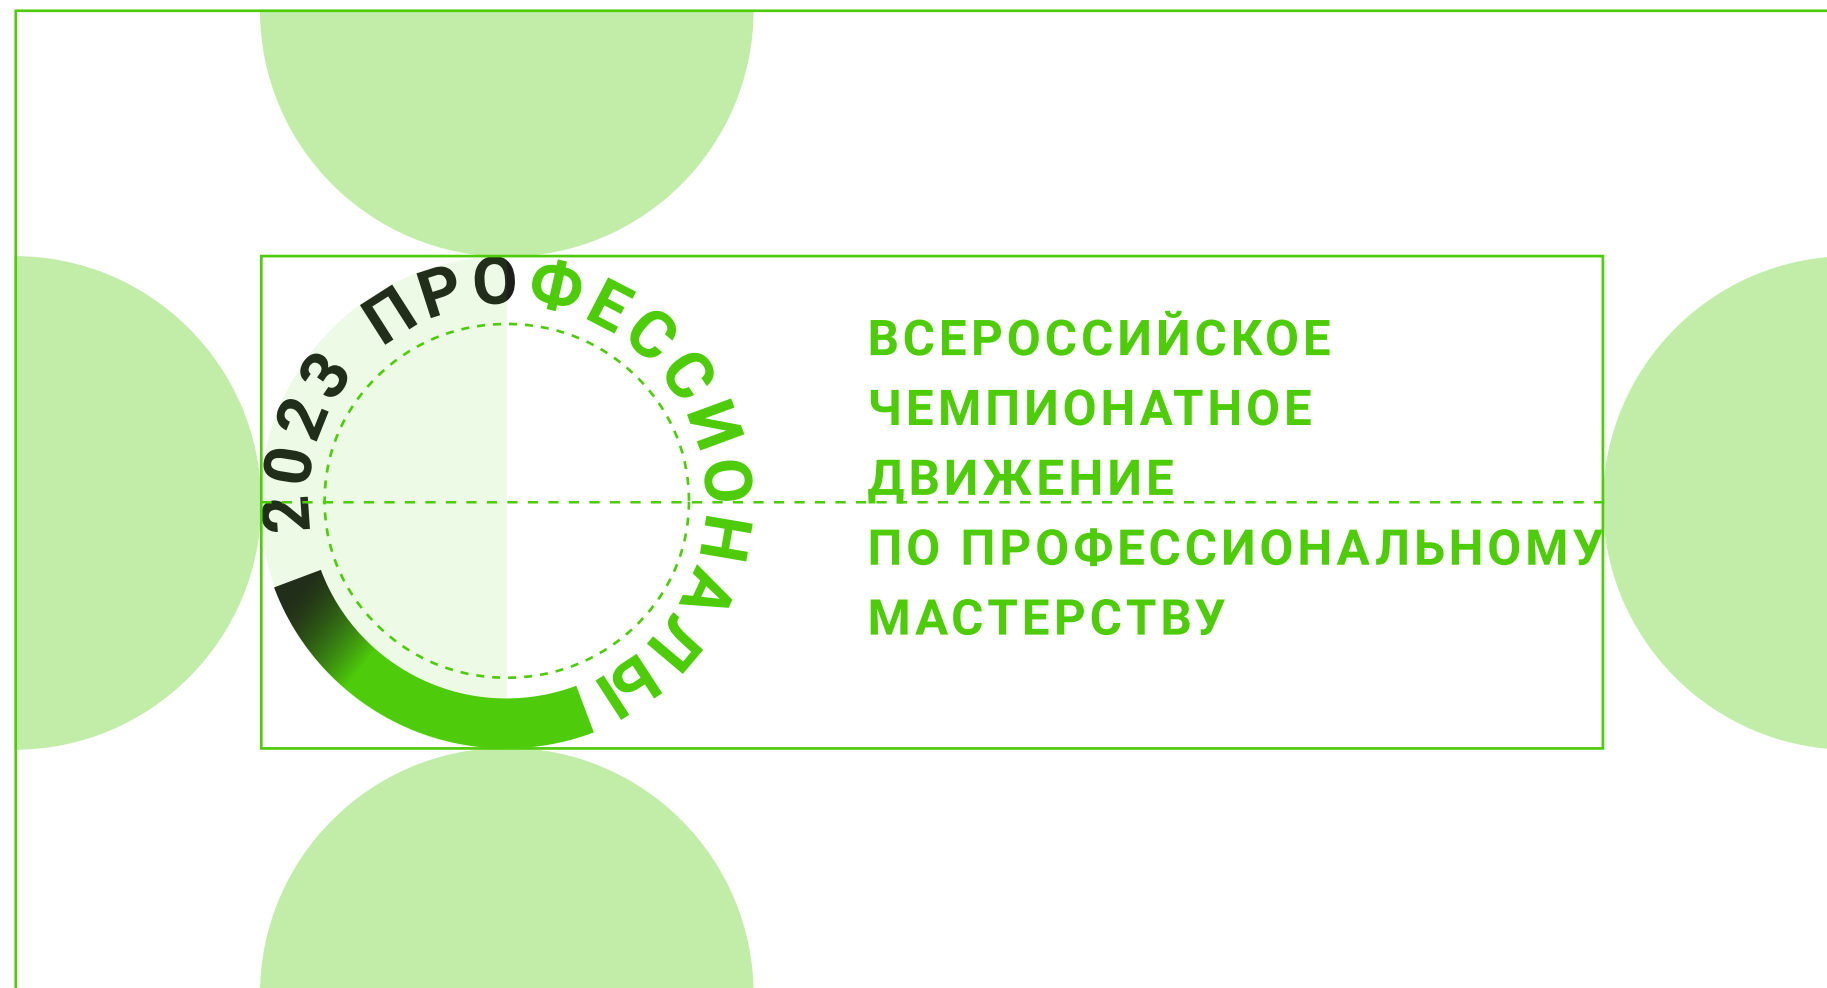 2023 ПРОФЕССИОНАЛЫ
ВСЕРОССИЙСКОЕ
ЧЕМПИОНАТНОЕ
ДВИЖЕНИЕ
ПО ПРОФЕССИОНАЛЬНОМУ
МАСТЕРСТВУ